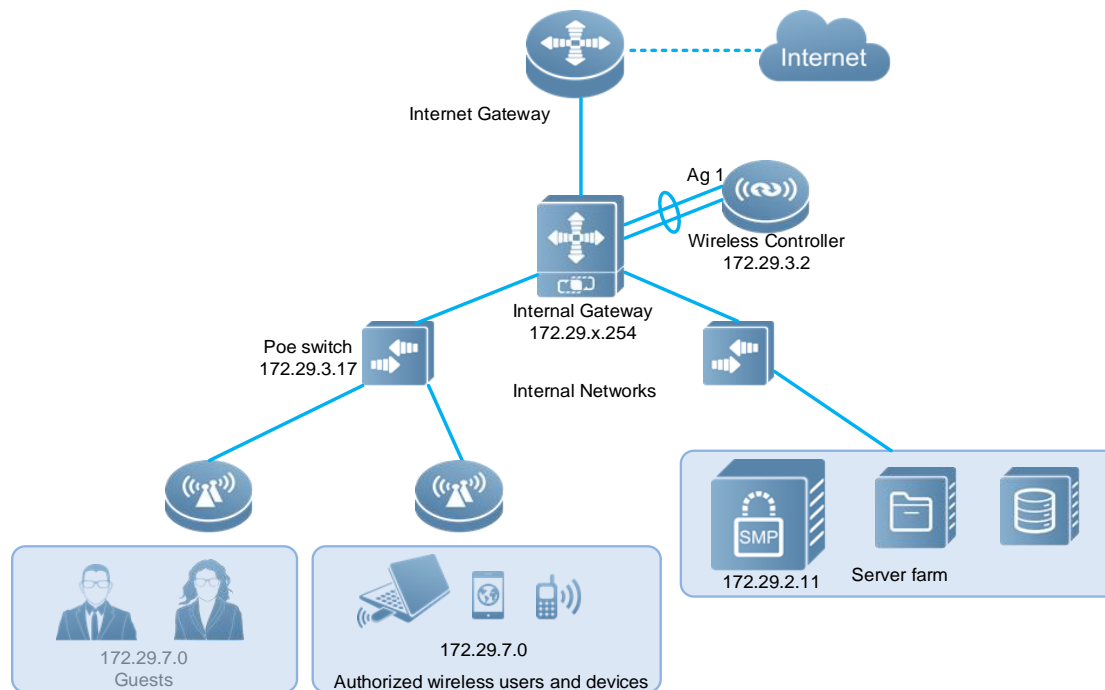 Internet
Internet Gateway
Ag 1
Wireless Controller
172.29.3.2
Internal Gateway
172.29.x.254
Poe switch
172.29.3.17
Internal Networks
SMP
172.29.2.11
Server farm
172.29.7.0
Guests
172.29.7.0
Authorized wireless users and devices